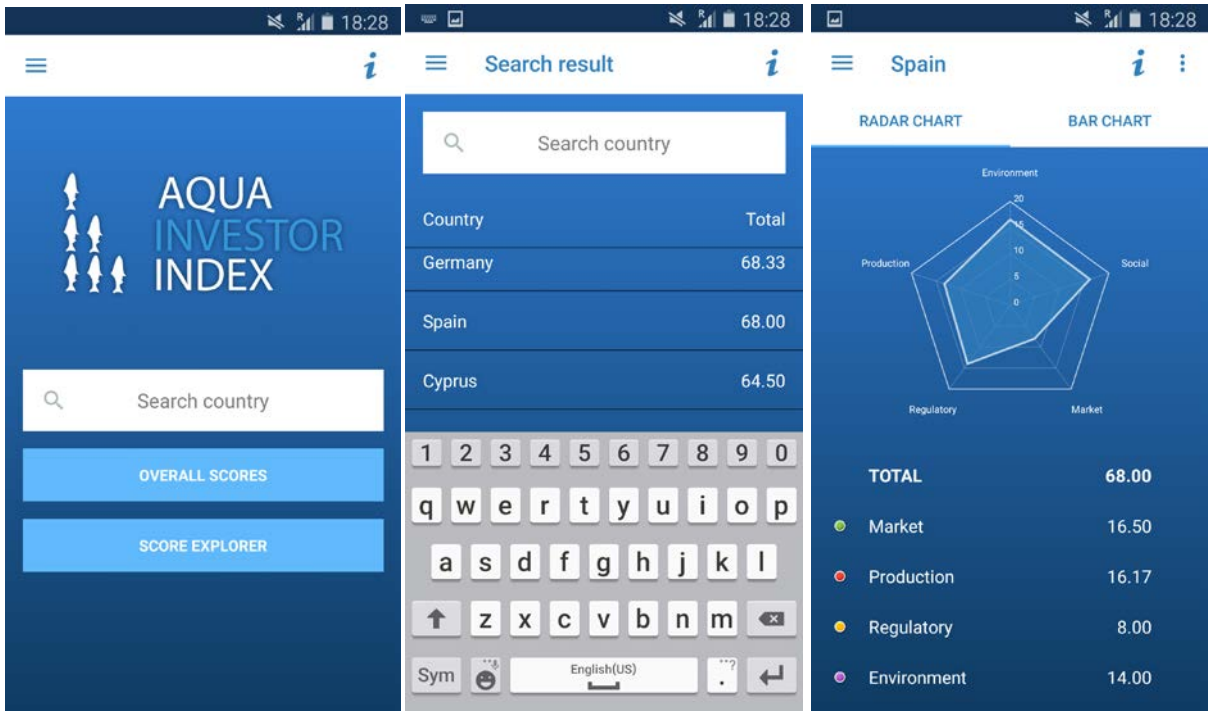 18:28
i
AQUA
INVESTOR
INDEX
Search country
OVERALL SCORES
SCORE EXPLORER
18:28
Search result
i
Search country
Country Total
Germany 68.33
Spain 68.00
Cyprus 64.50
1 2 3 4 5 6 7 8 9 0
q w e r t y u i o p
a s d f g h j k l
z x c v b n m
Sym English(US) . ?
R 18:28
Spain
i
RADAR CHART BAR CHART
Environment
20
15
10
Production Social
5
0
Regulatory Market
TOTAL 68.00
Market 16.50
Production 16.17
Regulatory 8.00
Environment 14.00